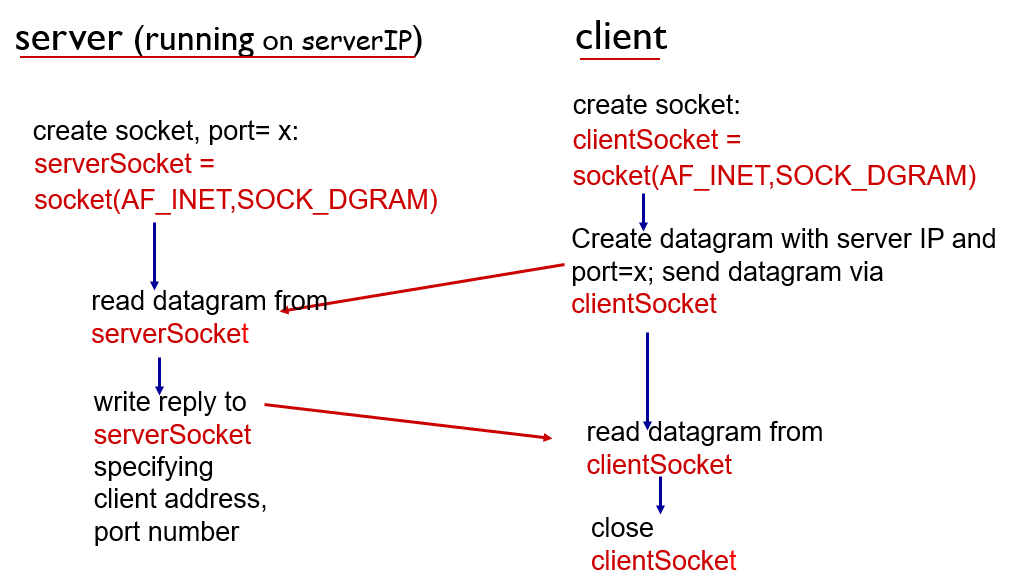 server (running on serverIP)
create socket, port= x:
serverSocket =
socket(AF_INET,SOCK_DGRAM)
read datagram from
serverSocket
write reply to
serverSocket
specifying
client address,
port number
client
create socket:
clientSocket =
socket(AF_INET,SOCK_DGRAM)
Create datagram with server IP and
port=x; send datagram via
clientSocket
read datagram from
clientSocket
close
clientSocket